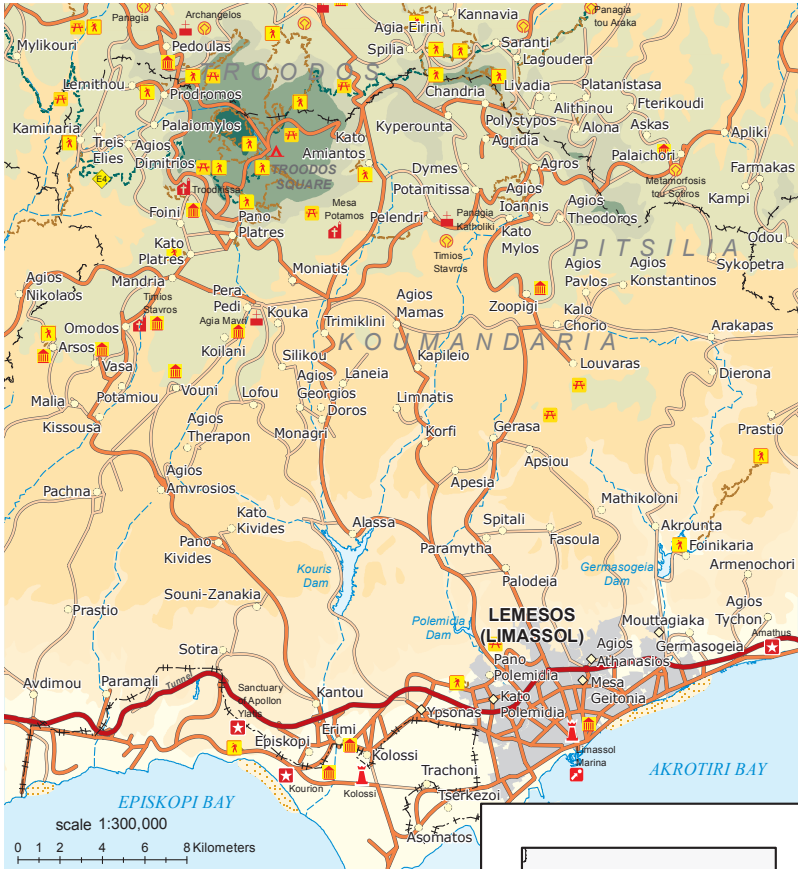 Panagia
Archangelos
Kannavia
Panagia
tou Araka
Agia Eirini
Mylikouri
Pedoulas
Spilia
Saranti
Lagoudera
TROODOS
Lemithou
Prodromos
Chandria
Livadia
Platanistasa
Alithinou
Fterikoudi
Kaminaria
Palaiomylos
Kyperounta
Polystypos
Alona
Askas
Apliki
Treis
Elies
Agios
Dimitrios
Kato
Amiantos
Agridia
Palaichori
E4
TROODOS
SQUARE
Dymes
Agros
Farmakas
Troodissa
Potamitissa
Metamorfosis
tou Sotiros
Kampi
Foini
Pano
Platres
Mesa
Potamos
Pelendri
Panagia
Katholiki
Agios
Ioannis
Agios
Theodoros
Kato
Platres
Timios
Stavros
Kato
Mylos
PITSILIA
Odou
Sykopetra
Agios
Nikolaos
Mandria
Moniatis
Agios
Pavlos
Agios
Konstantinos
Timios
Stavros
Pera
Pedi
Agia Mavri
Kouka
Agios
Mamas
Zoopigi
Kalo
Chorio
Omodos
Trimiklini
Arakapas
KOUMANDARIA
Arsos
Koilani
Silikou
Kapileio
Vasa
Agios
Georgios
Laneia
Louvaras
Dierona
Malia
Potamiou
Vouni
Lofou
Doros
Limnatis
Kissousa
Agios
Therapon
Monagri
Korfi
Gerasa
Prastio
Apsiou
Pachna
Agios
Amvrosios
Apesia
Mathikoloni
Kato
Kivides
Alassa
Spitali
Fasoula
Akrounta
Foinikaria
Pano
Kivides
Paramytha
Kouris
Dam
Germasogeia
Dam
Armenochori
Palodeia
Souni-Zanakia
Prastio
Polemidia
Dam
LEMESOS
(LIMASSOL)
Mouttagiaka
Agios
Tychon
Amathus
Germasogeia
Sotira
Pano
Polemidia
Agios
Athanasios
Avdimou
Paramali
Tunnel
Sanctuary
of Apollon
Ylatis
Kantou
Mesa
Geitonia
Kato
Polemidia
Ypsonas
Episkopi
Erimi
Kolossi
Limassol
Marina
Kourion
Kolossi
Trachoni
AKROTIRI BAY
EPISKOPI BAY
Tserkezoi
scale 1:300,000
Asomatos
0 1 2 4 6 8 Kilometers